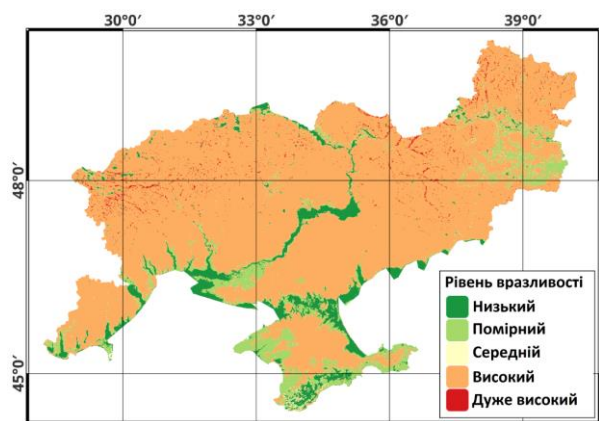 30°0' 33°0' 36°0' 39°0'
48°0'
45°0'
Рівень вразливості
Низький
Помірний
Середній
Високий
Дуже високий